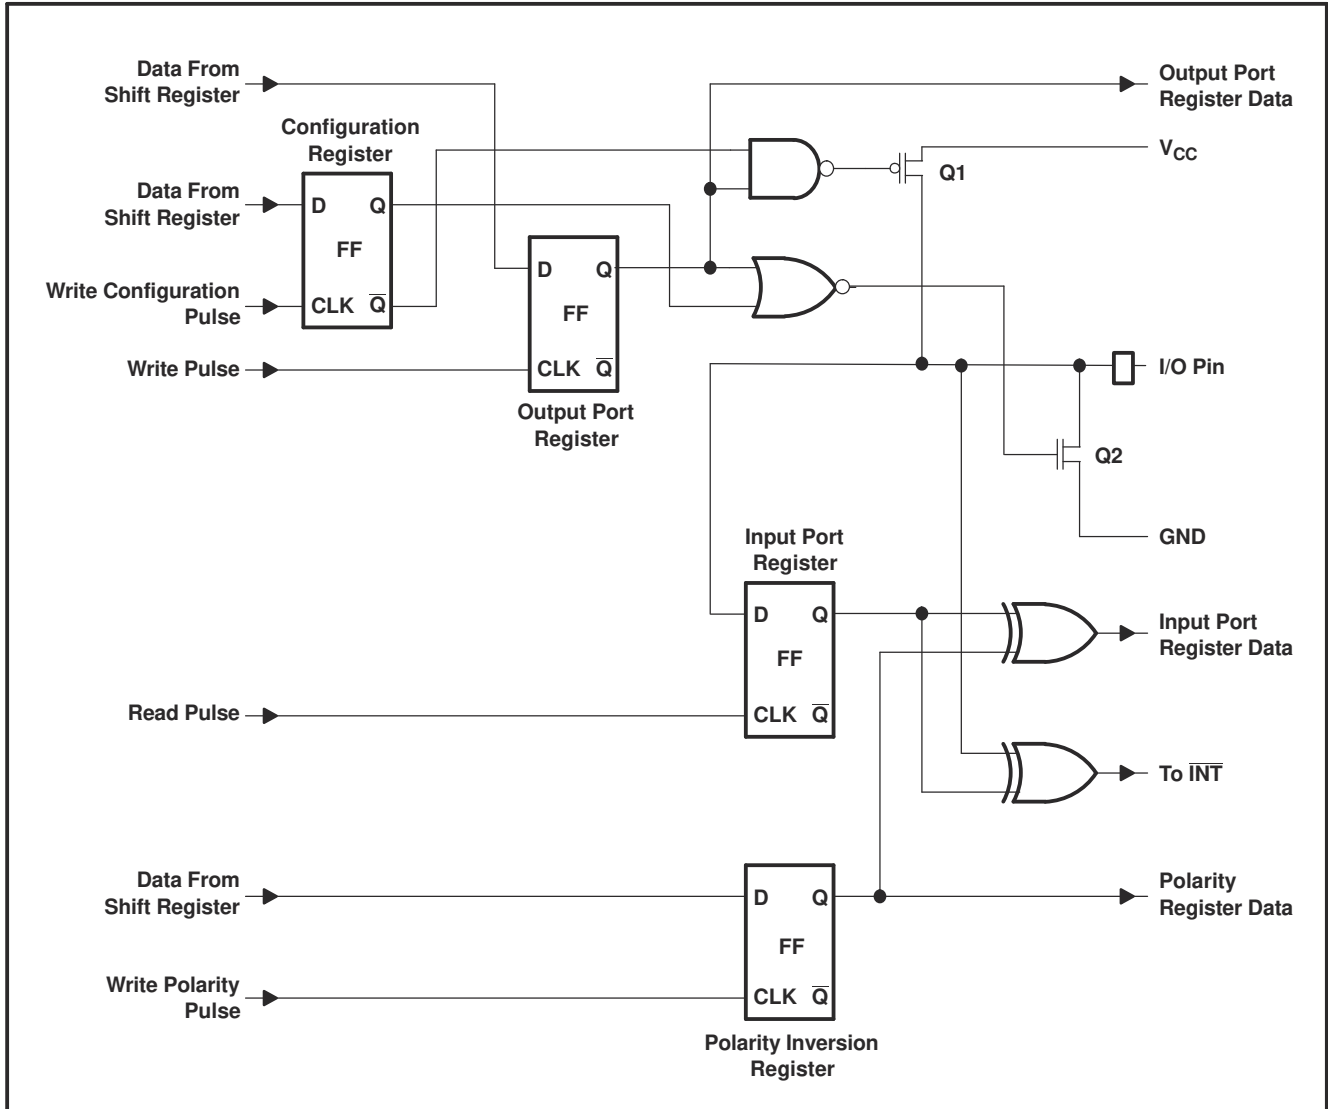 Data From
Shift Register
Output Port
Register Data
Configuration
Register
V_CC
Q1
Data From
Shift Register
D
Q
FF
Write Configuration
Pulse
CLK
Q̅
D
Q
FF
Write Pulse
CLK
Q̅
I/O Pin
Output Port
Register
Q2
GND
Input Port
Register
D
Q
FF
Input Port
Register Data
Read Pulse
CLK
Q̅
To I̅N̅T̅
Data From
Shift Register
D
Q
FF
Polarity
Register Data
Write Polarity
Pulse
CLK
Q̅
Polarity Inversion
Register